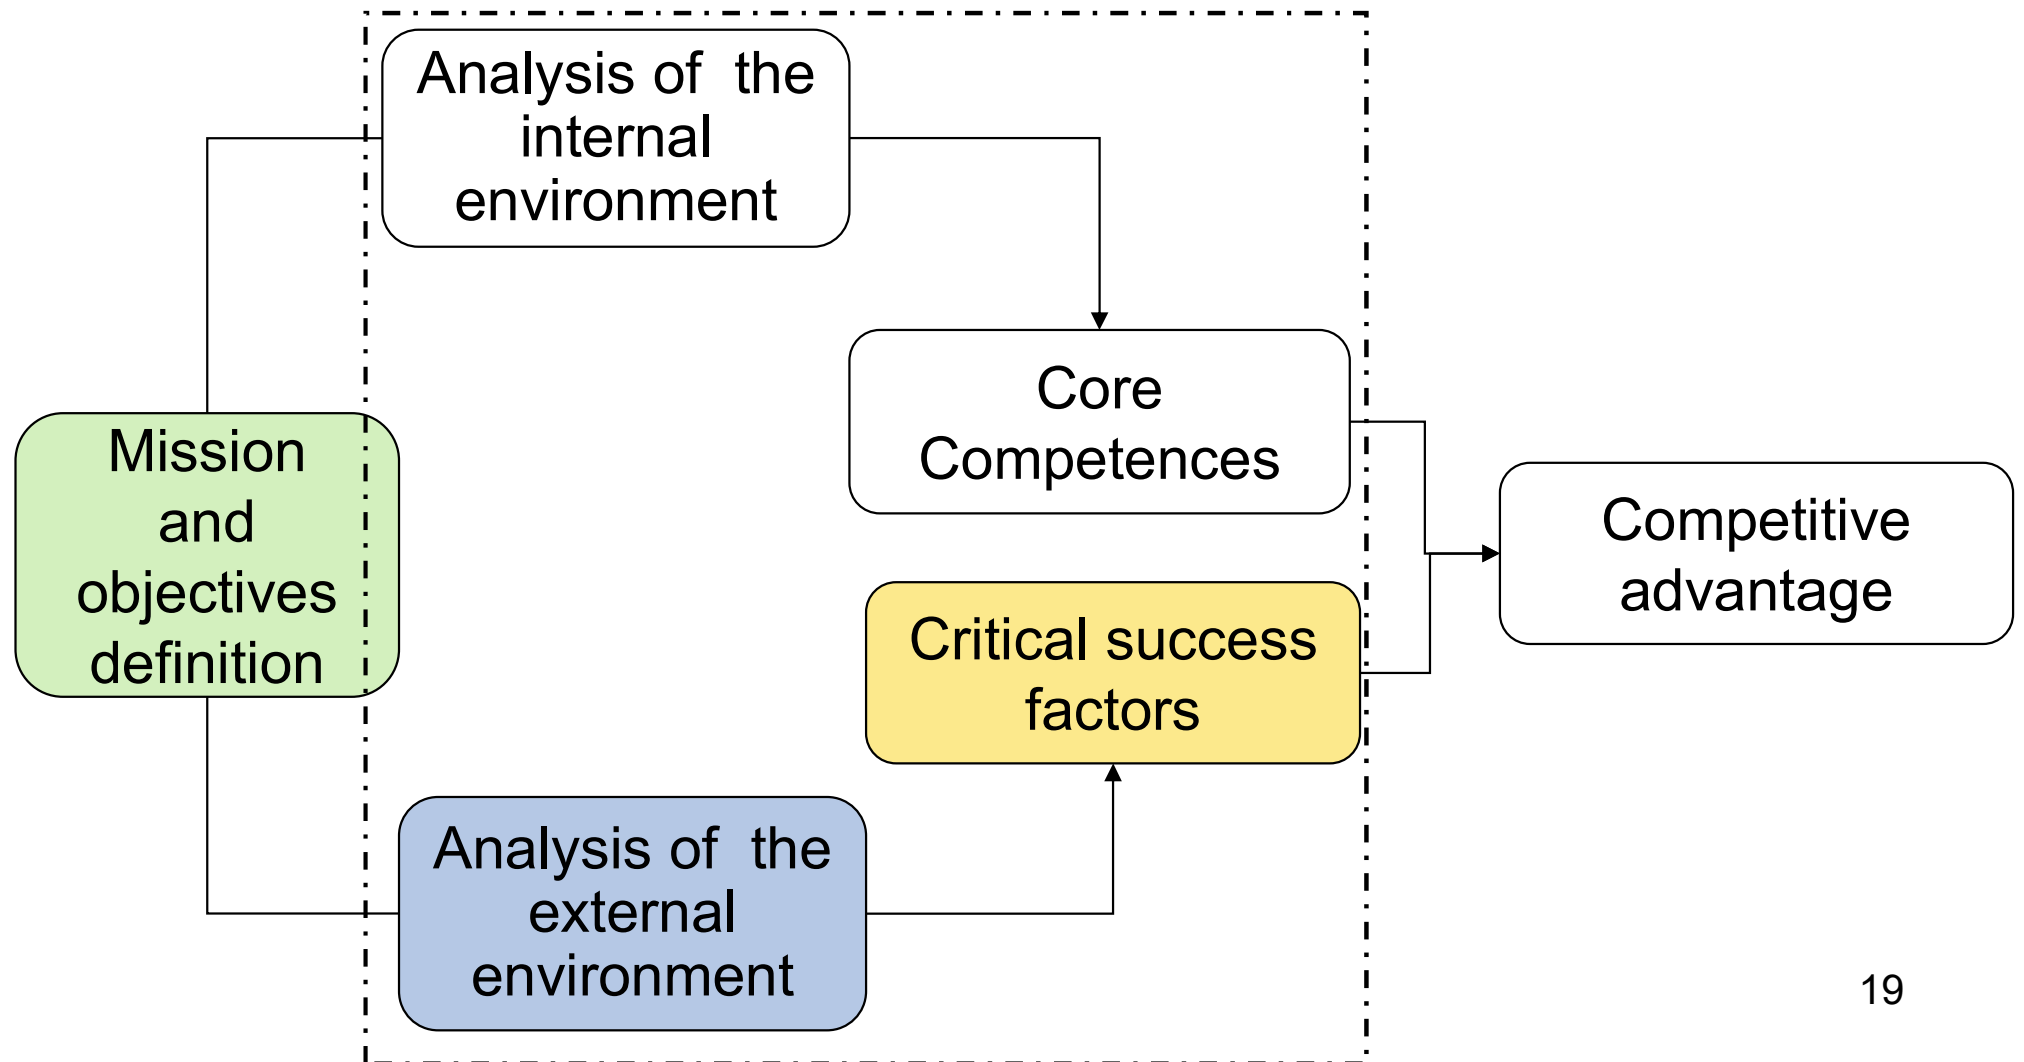 Analysis of  the
internal
environment
Core
Competences
Mission
and
objectives
definition
Competitive
advantage
Critical success
factors
Analysis of  the
external
environment
19